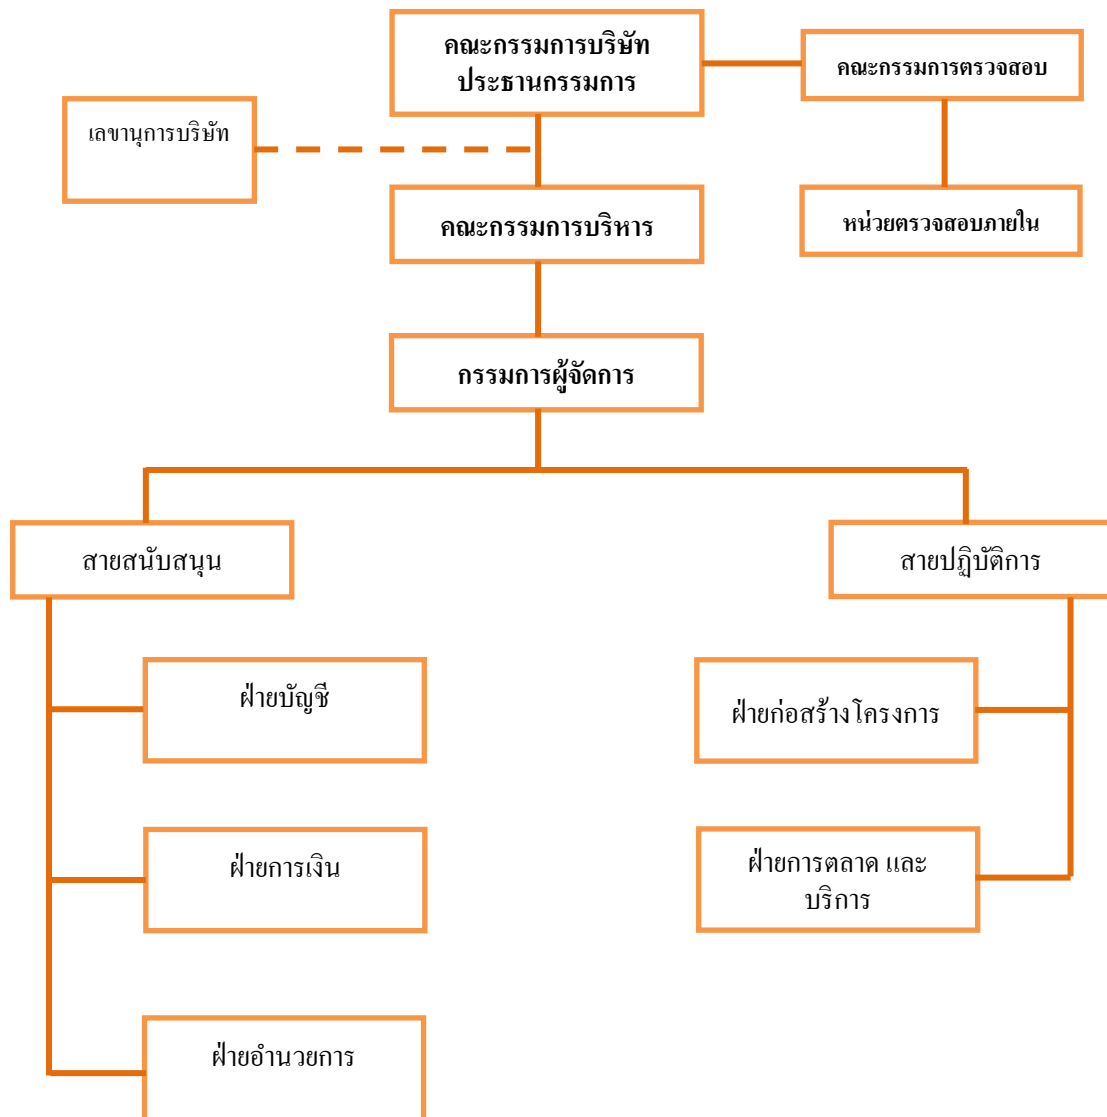 คณะกรรมการบริษัท
ประธานกรรมการ
คณะกรรมการตรวจสอบ
เลขานุการบริษัท
คณะกรรมการบริหาร
หน่วยตรวจสอบภายใน
กรรมการผู้จัดการ
สายสนับสนุน
สายปฏิบัติการ
ฝ่ายบัญชี
ฝ่ายก่อสร้างโครงการ
ฝ่ายการเงิน
ฝ่ายการตลาด และ
บริการ
ฝ่ายอำนวยการ